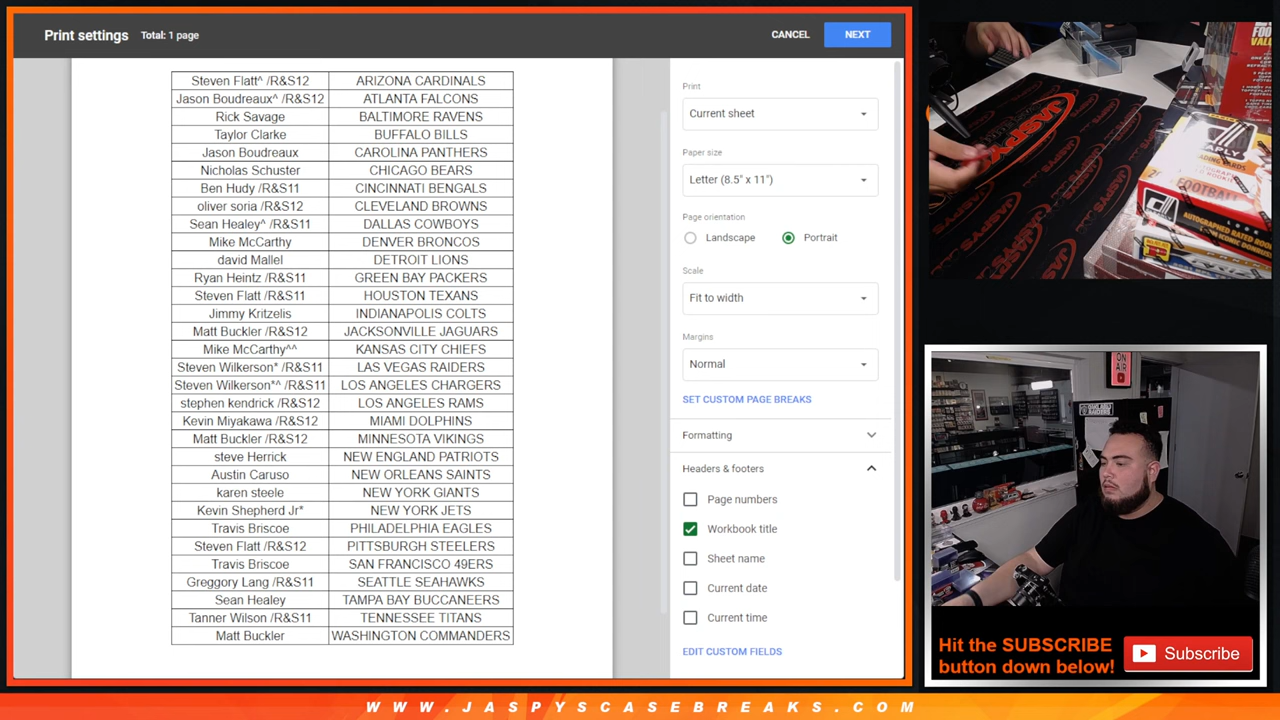 Print settings Total: 1 page
CANCEL NEXT
Steven Flatt^ /R&S12 ARIZONA CARDINALS
Jason Boudreaux^ /R&S12 ATLANTA FALCONS
Rick Savage BALTIMORE RAVENS
Taylor Clarke BUFFALO BILLS
Jason Boudreaux CAROLINA PANTHERS
Nicholas Schuster CHICAGO BEARS
Ben Hudy /R&S11 CINCINNATI BENGALS
oliver soria /R&S12 CLEVELAND BROWNS
Sean Healey^ /R&S11 DALLAS COWBOYS
Mike McCarthy DENVER BRONCOS
david Mallel DETROIT LIONS
Ryan Heintz /R&S11 GREEN BAY PACKERS
Steven Flatt /R&S11 HOUSTON TEXANS
Jimmy Kritzelis INDIANAPOLIS COLTS
Matt Buckler /R&S12 JACKSONVILLE JAGUARS
Mike McCarthy^^ KANSAS CITY CHIEFS
Steven Wilkerson* /R&S11 LAS VEGAS RAIDERS
Steven Wilkerson*^ /R&S11 LOS ANGELES CHARGERS
stephen kendrick /R&S12 LOS ANGELES RAMS
Kevin Miyakawa /R&S12 MIAMI DOLPHINS
Matt Buckler /R&S12 MINNESOTA VIKINGS
steve Herrick NEW ENGLAND PATRIOTS
Austin Caruso NEW ORLEANS SAINTS
karen steele NEW YORK GIANTS
Kevin Shepherd Jr* NEW YORK JETS
Travis Briscoe PHILADELPHIA EAGLES
Steven Flatt /R&S12 PITTSBURGH STEELERS
Travis Briscoe SAN FRANCISCO 49ERS
Greggory Lang /R&S11 SEATTLE SEAHAWKS
Sean Healey TAMPA BAY BUCCANEERS
Tanner Wilson /R&S11 TENNESSEE TITANS
Matt Buckler WASHINGTON COMMANDERS
Print
Current sheet
Paper size
Letter (8.5" x 11")
Page orientation
Landscape Portrait
Scale
Fit to width
Margins
Normal
SET CUSTOM PAGE BREAKS
Formatting
Headers & footers
Page numbers
Workbook title
Sheet name
Current date
Current time
EDIT CUSTOM FIELDS
JASPYS
FOOTBALL
AUTOGRAPHED RATED ROOKIE
ON AIR
Hit the SUBSCRIBE
button down below!
Subscribe
WWW.JASPYSCASEBREAKS.COM